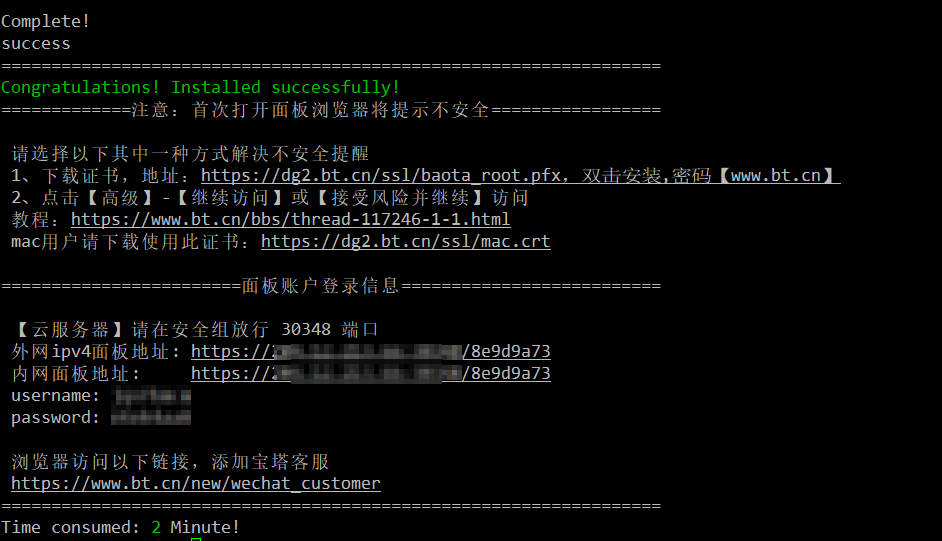 Complete!
success
==================================================================
Congratulations! Installed successfully!
=============注意：首次打开面板浏览器将提示不安全=================
请选择以下其中一种方式解决不安全提醒
1、下载证书，地址：https://dg2.bt.cn/ssl/baota_root.pfx，双击安装,密码【www.bt.cn】
2、点击【高级】-【继续访问】或【接受风险并继续】访问
教程：https://www.bt.cn/bbs/thread-117246-1-1.html
mac用户请下载使用此证书：https://dg2.bt.cn/ssl/mac.crt
========================面板账户登录信息==========================
【云服务器】请在安全组放行 30348 端口
外网ipv4面板地址: https://2 /8e9d9a73
内网面板地址: https://2 /8e9d9a73
username:
password:
浏览器访问以下链接，添加宝塔客服
https://www.bt.cn/new/wechat_customer
==================================================================
Time consumed: 2 Minute!